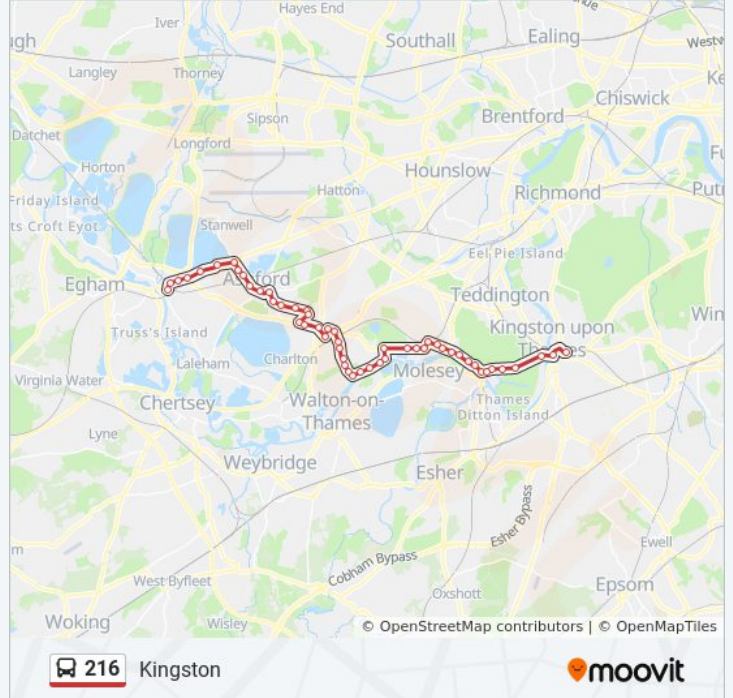 Hayes End
Iver
ugh
Southall
Ealing
Westw
Langley
Thorney
Ke
Chiswick
Sipson
Brentford
Datchet
Longford
Fu
Horton
Hounslow
Hatton
Richmond
Putn
Friday Island
ts Croft Eyot
Stanwell
Eel Pie Island
Egham
Ashford
Teddington
Wim
Truss's Island
Kingston upon
Thames
Laleham
Charlton
Molesey
Virginia Water
Chertsey
Walton-on-
Thames
Thames
Ditton Island
Lyne
Weybridge
Esher
Esher Bypass
m
Ewell
Cobham Bypass
West Byfleet
Epsom
Oxshott
Woking
Wisley
© OpenStreetMap contributors | © OpenMapTiles
216 Kingston
moovit